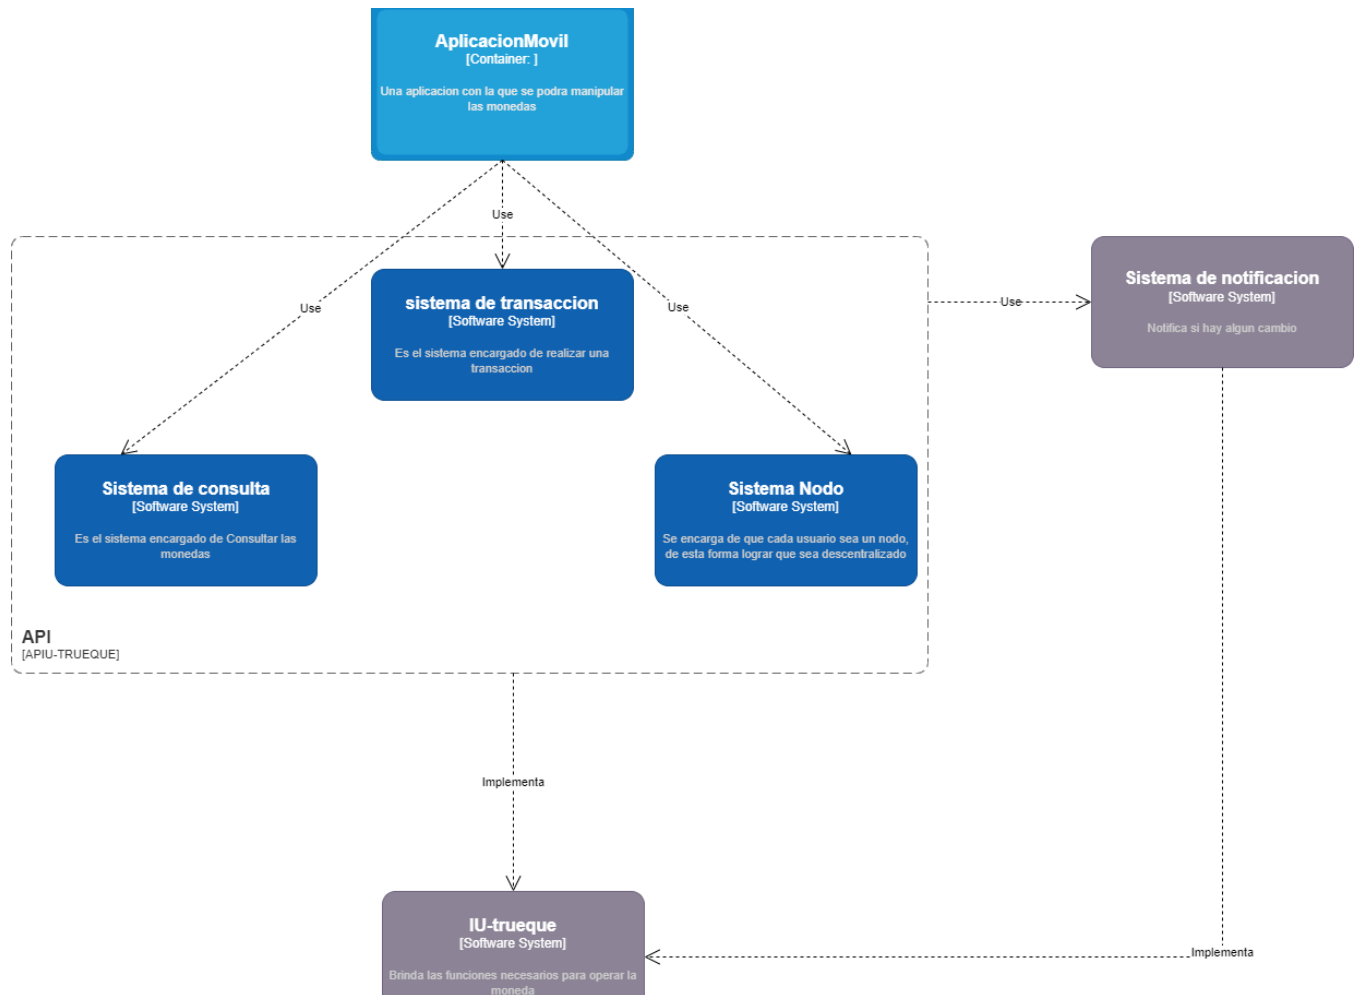 AplicacionMovil
[Container: ]
Una aplicacion con la que se podra manipular
las monedas
Use
Use
Use
sistema de transaccion
[Software System]
Es el sistema encargado de realizar una
transaccion
Use
Sistema de notificacion
[Software System]
Notifica si hay algun cambio
Sistema de consulta
[Software System]
Es el sistema encargado de Consultar las
monedas
Sistema Nodo
[Software System]
Se encarga de que cada usuario sea un nodo,
de esta forma lograr que sea descentralizado
API
[APIU-TRUEQUE]
Implementa
IU-trueque
[Software System]
Brinda las funciones necesarios para operar la
moneda
Implementa